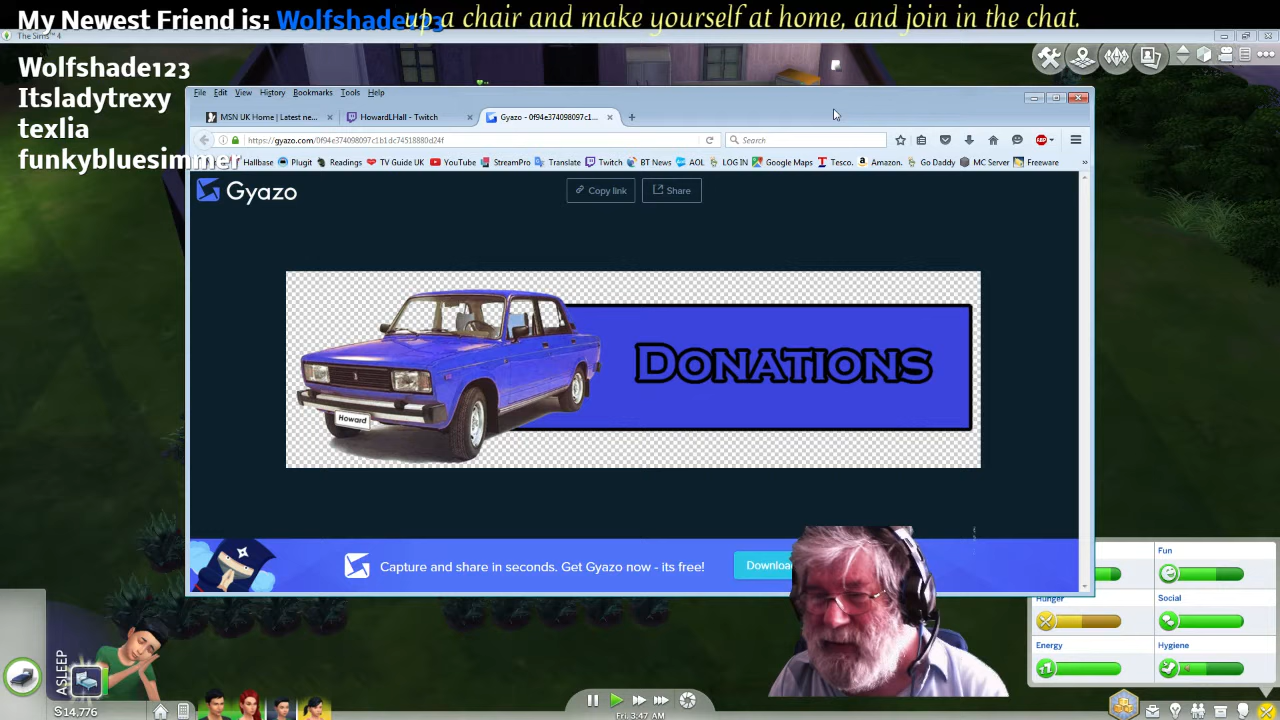 My Newest Friend is: Wolfshade123
up a chair and make yourself at home, and join in the chat.
The Sims™ 4
Wolfshade123
Itsladytrexy
texlia
funkybluesimmer
File Edit View History Bookmarks Tools Help
MSN UK Home | Latest ne...
HowardLHall - Twitch
Gyazo - 0f94e374098097c1...
https://gyazo.com/0f94e374098097c1b1dc74518880d24f
Search
Hallbase Plugit Readings TV Guide UK YouTube StreamPro Translate Twitch BT News AOL LOG IN Google Maps Tesco. Amazon. Go Daddy MC Server Freeware
Gyazo
Copy link
Share
Donations
Howard
Capture and share in seconds. Get Gyazo now - its free!
Fun
Hunger
Social
Energy
Hygiene
ASLEEP
§14,776
Fri. 3:47 AM